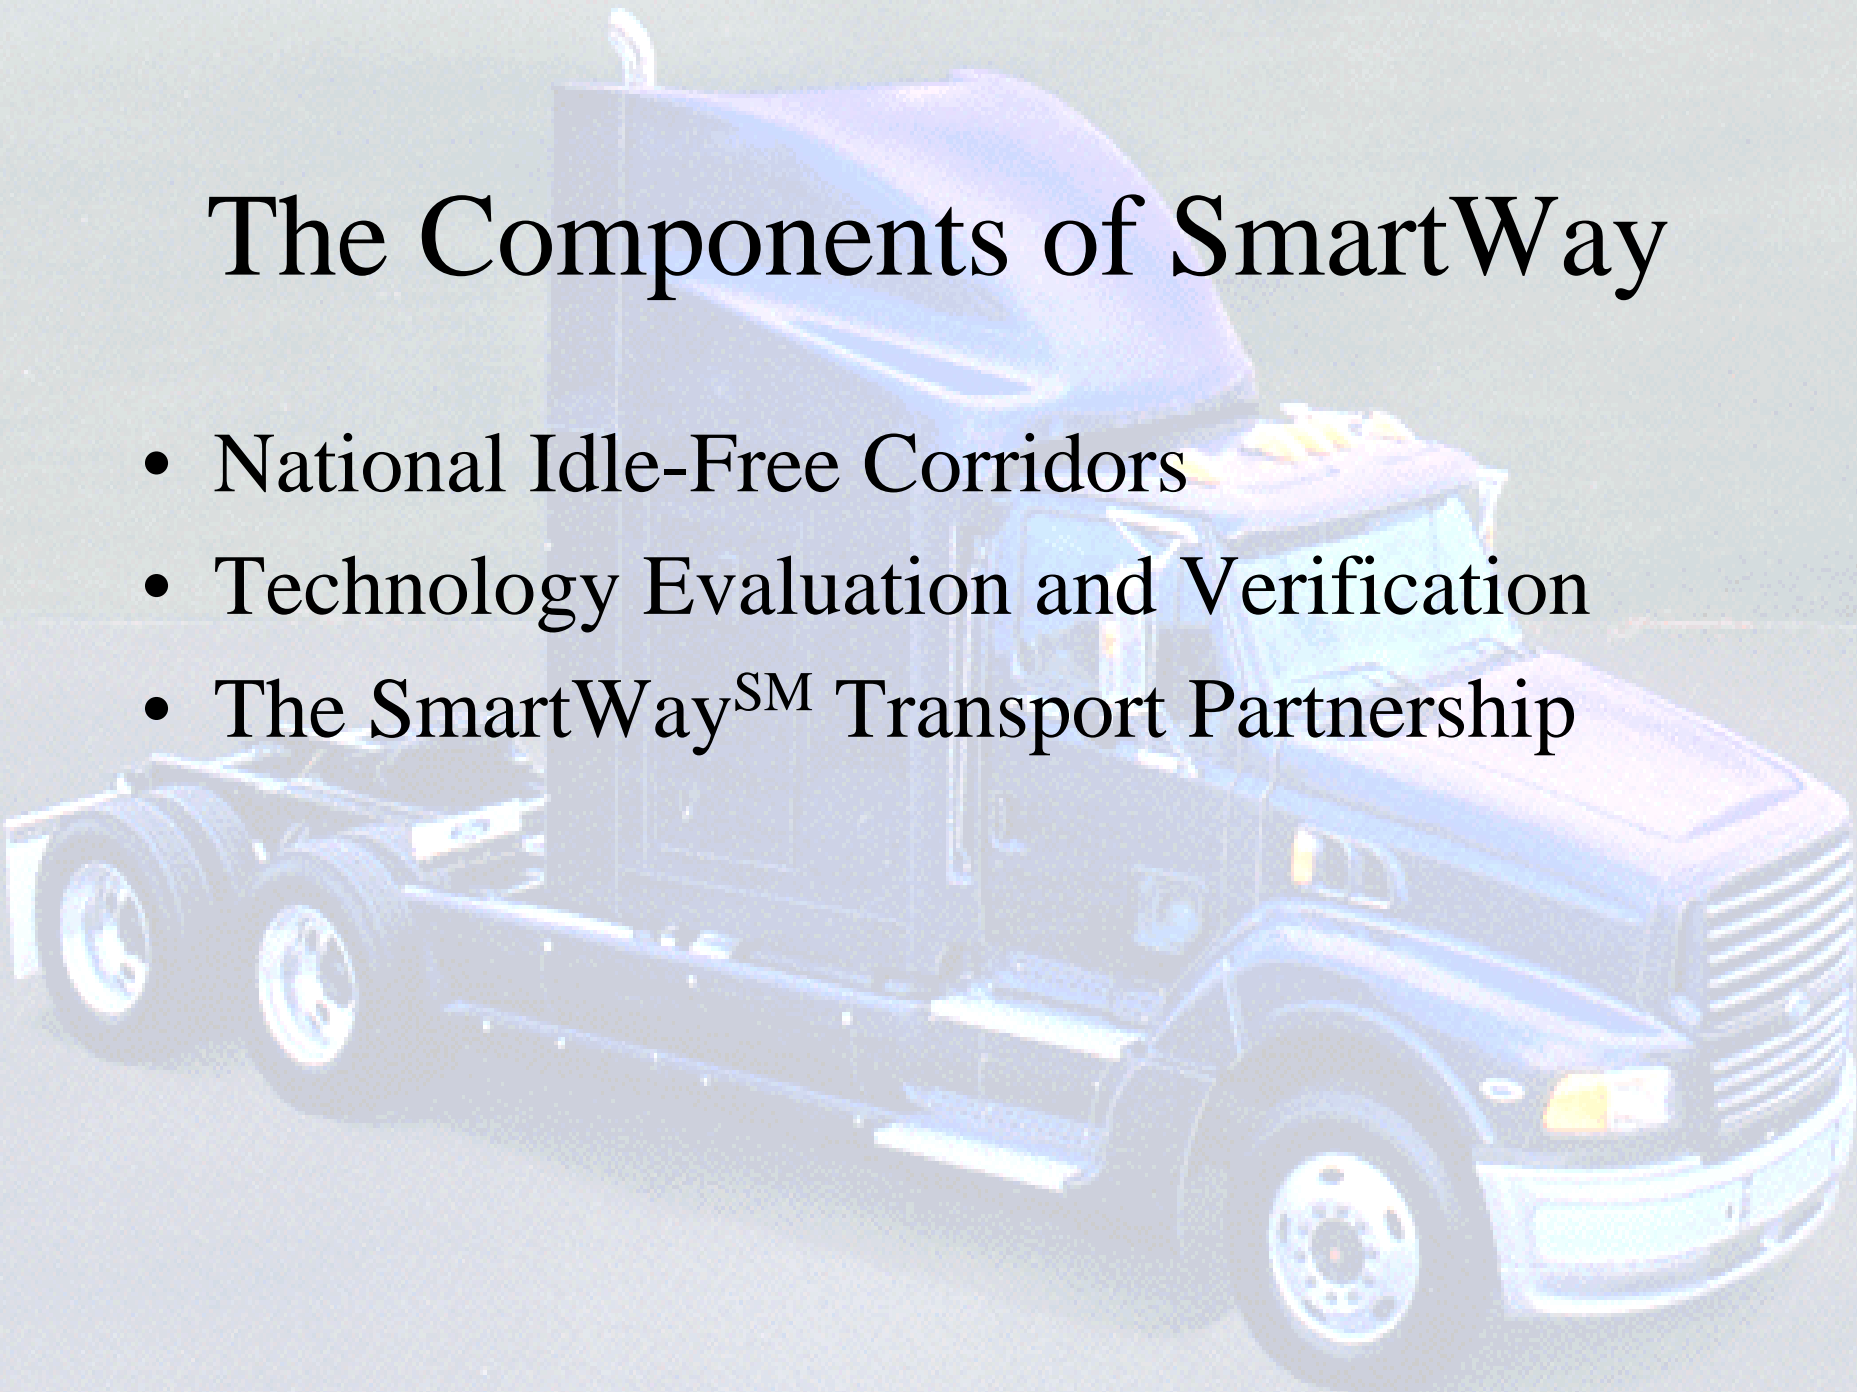 The Components of SmartWay
• National Idle-Free Corridors
• Technology Evaluation and Verification
• The SmartWaySM Transport Partnership